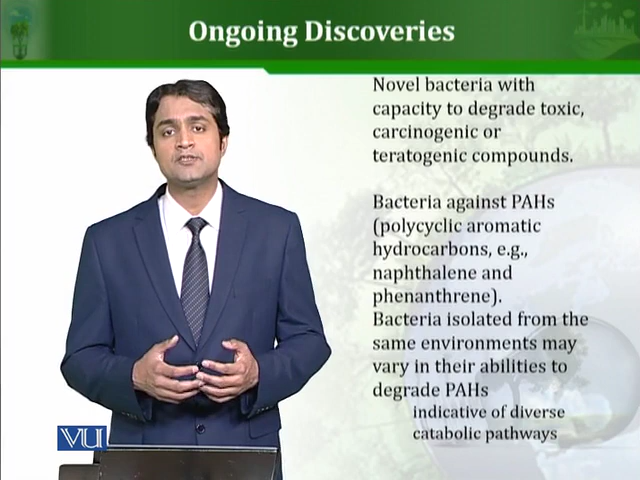 Ongoing Discoveries
Novel bacteria with
capacity to degrade toxic,
carcinogenic or
teratogenic compounds.
Bacteria against PAHs
(polycyclic aromatic
hydrocarbons, e.g.,
naphthalene and
phenanthrene).
Bacteria isolated from the
same environments may
vary in their abilities to
degrade PAHs
indicative of diverse
catabolic pathways
VU